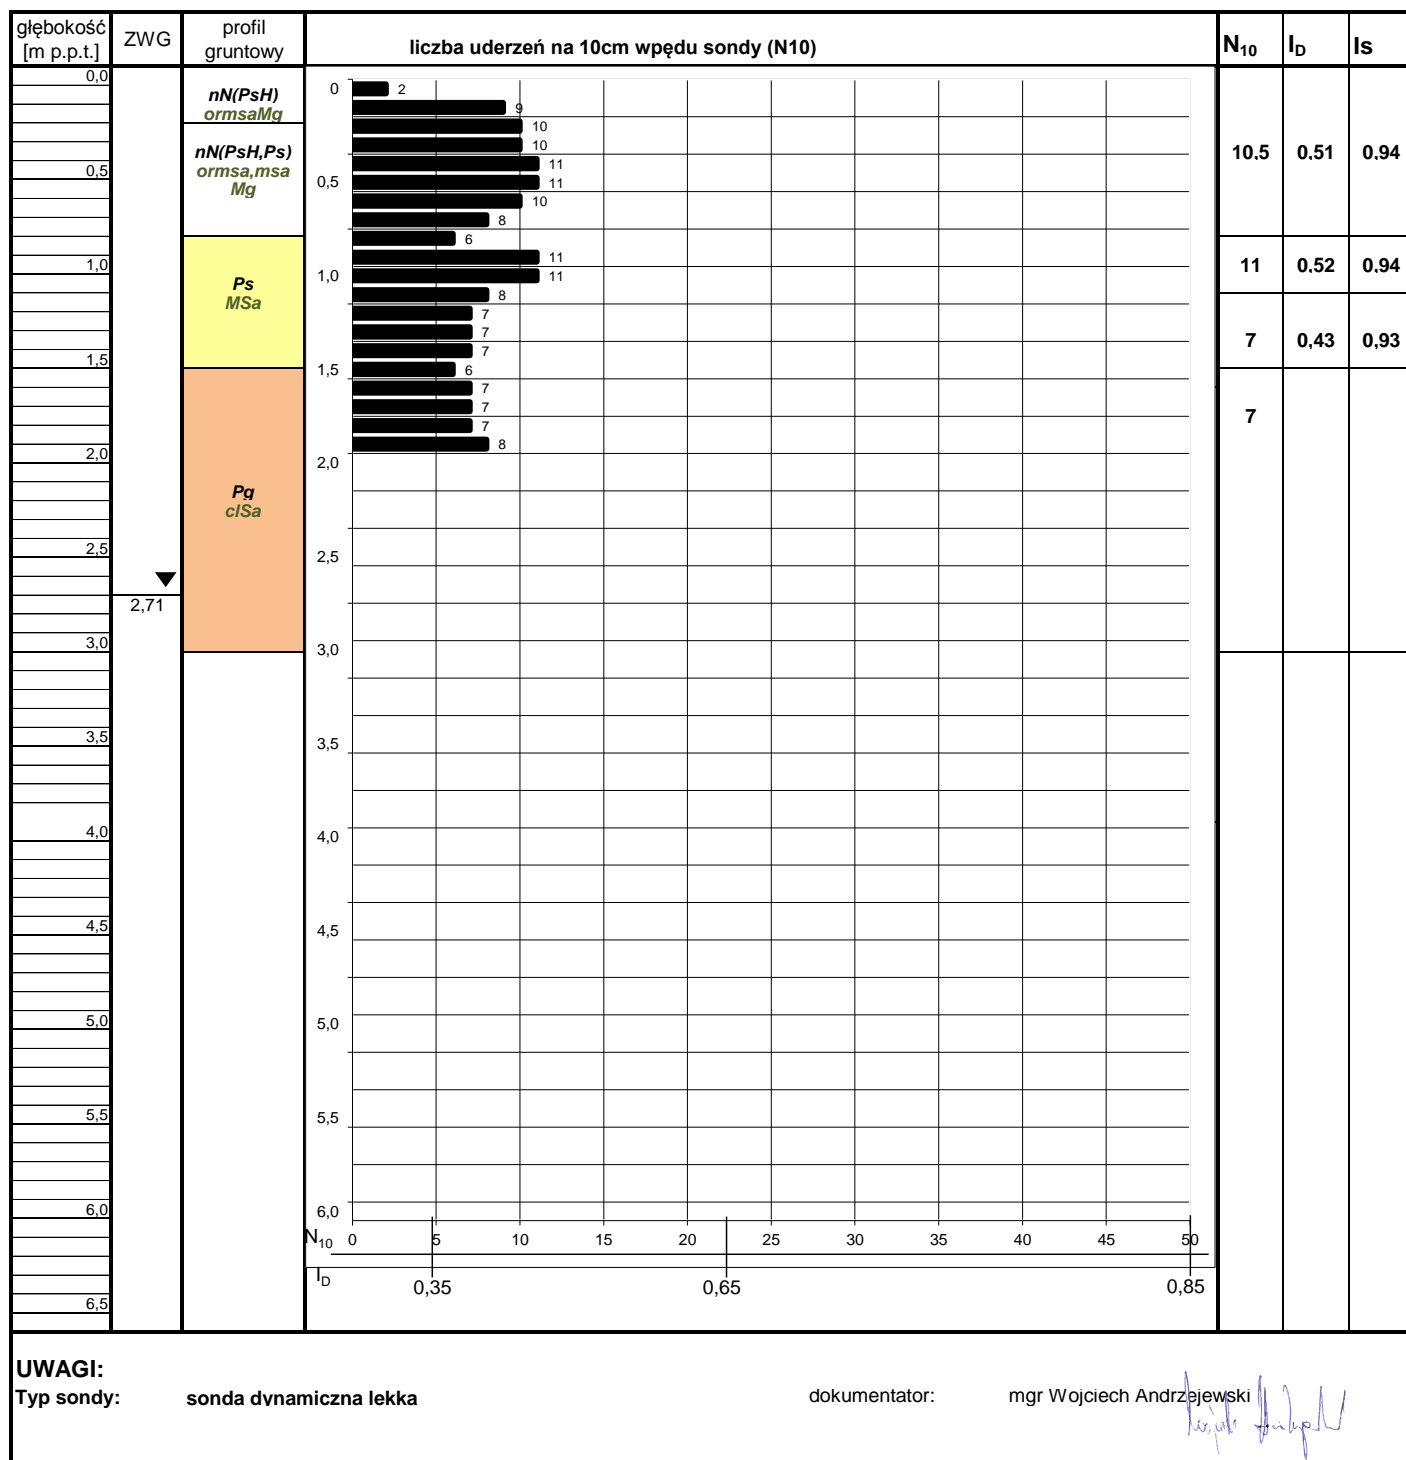 głębokość
[m p.p.t.]
ZWG
profil
gruntowy
liczba uderzeń na 10cm wpędu sondy (N10)
N10
ID
Is
0,0
0,5
1,0
1,5
2,0
2,5
3,0
3,5
4,0
4,5
5,0
5,5
6,0
6,5
2,71
nN(PsH)
ormsaMg
nN(PsH,Ps)
ormsa,msa
Mg
Ps
MSa
Pg
clSa
0
0,5
1,0
1,5
2,0
2,5
3,0
3,5
4,0
4,5
5,0
5,5
6,0
2
9
10
10
11
11
10
8
6
11
11
8
7
7
7
6
7
7
7
8
10,5 0,51 0,94
11 0,52 0,94
7 0,43 0,93
7
N10 0 5 10 15 20 25 30 35 40 45 50
ID 0,35 0,65 0,85
UWAGI:
Typ sondy: sonda dynamiczna lekka
dokumentator: mgr Wojciech Andrzejewski